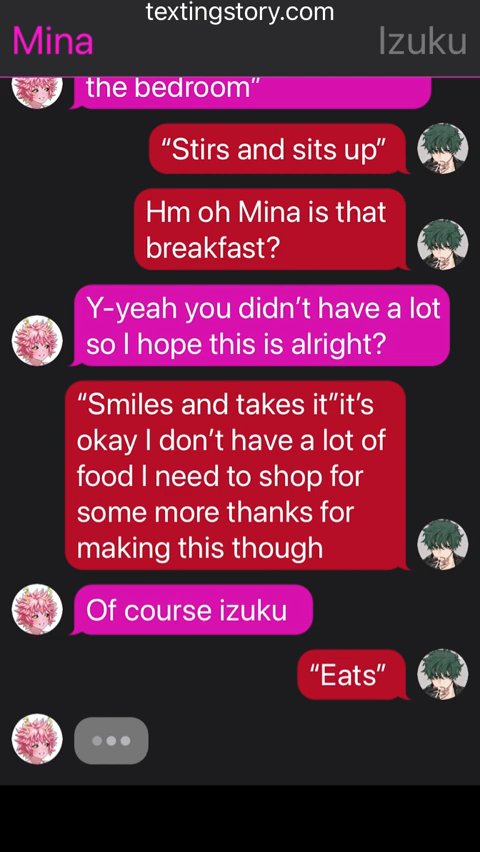 textingstory.com
Mina
Izuku
the bedroom”
“Stirs and sits up”
Hm oh Mina is that
breakfast?
Y-yeah you didn’t have a lot
so I hope this is alright?
“Smiles and takes it”it’s
okay I don’t have a lot of
food I need to shop for
some more thanks for
making this though
Of course izuku
“Eats”